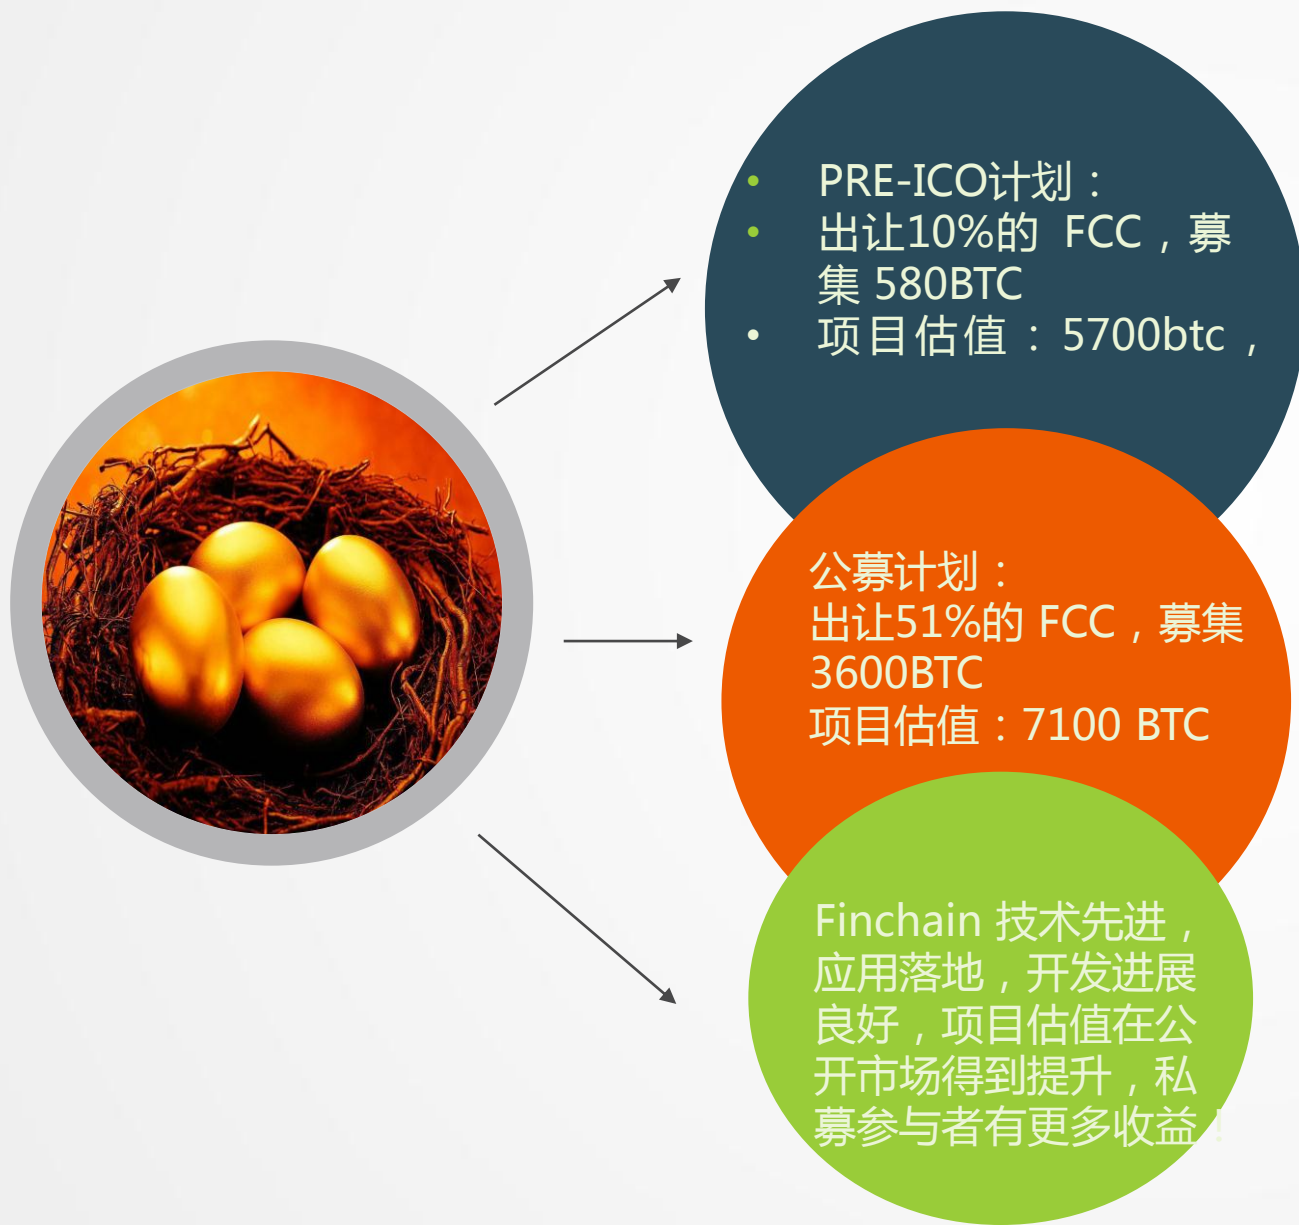 • PRE-ICO计划：
• 出让10%的 FCC，募
集 580BTC
• 项目估值：5700btc，
公募计划：
出让51%的 FCC，募集
3600BTC
项目估值：7100 BTC
Finchain 技术先进，
应用落地，开发进展
良好，项目估值在公
开市场得到提升，私
募参与者有更多收益！